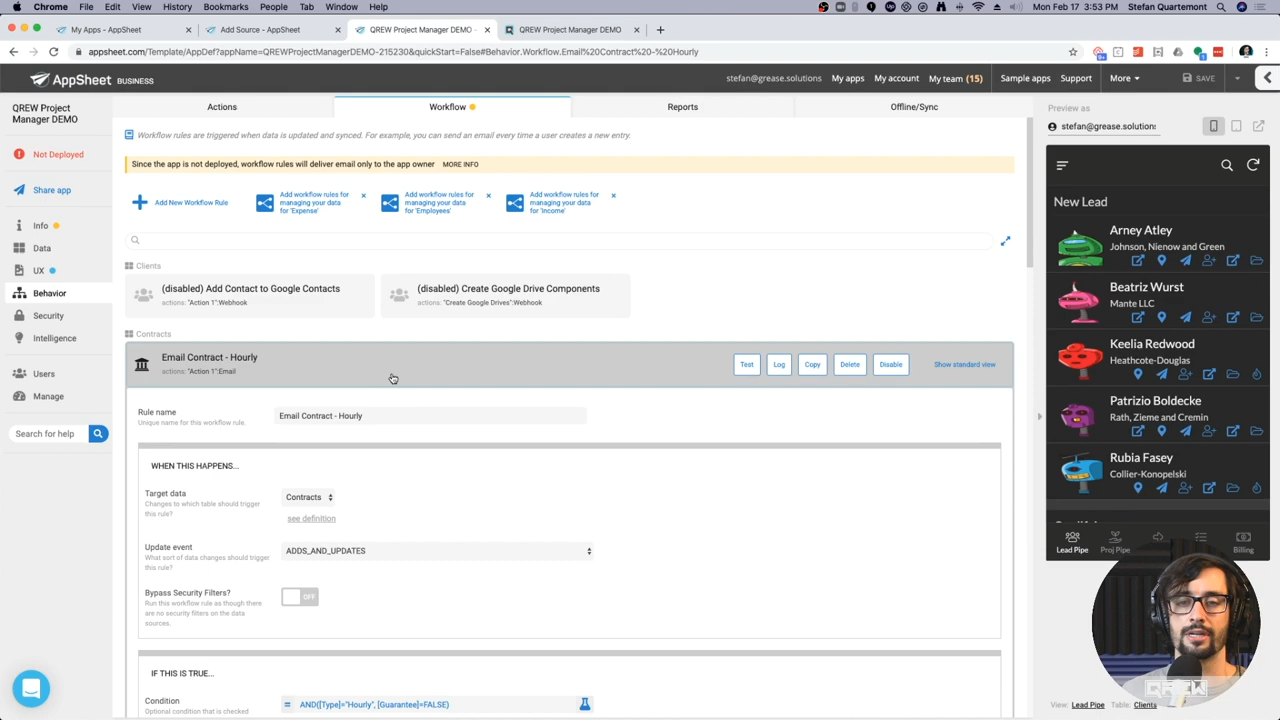 Chrome File Edit View History Bookmarks People Tab Window Help
Mon Feb 17 3:53 PM Stefan Quartemont
My Apps - AppSheet
Add Source - AppSheet
QREW Project Manager DEMO -
QREW Project Manager DEMO
appsheet.com/Template/AppDef?appName=QREWProjectManagerDEMO-215230&quickStart=False#Behavior.Workflow.Email%20Contract%20-%20Hourly
AppSheet BUSINESS
stefan@grease.solutions My apps My account My team (15) Sample apps Support More SAVE
QREW Project
Manager DEMO
Not Deployed
Share app
Info
Data
UX
Behavior
Security
Intelligence
Users
Manage
Search for help
Actions
Workflow
Reports
Offline/Sync
Workflow rules are triggered when data is updated and synced. For example, you can send an email every time a user creates a new entry.
Since the app is not deployed, workflow rules will deliver email only to the app owner MORE INFO
Add New Workflow Rule
Add workflow rules for
managing your data
for 'Expense'
Add workflow rules for
managing your data
for 'Employees'
Add workflow rules for
managing your data
for 'Income'
Clients
(disabled) Add Contact to Google Contacts
actions: "Action 1":Webhook
(disabled) Create Google Drive Components
actions: "Create Google Drives":Webhook
Contracts
Email Contract - Hourly
actions: "Action 1":Email
Test Log Copy Delete Disable Show standard view
Rule name
Unique name for this workflow rule.
Email Contract - Hourly
WHEN THIS HAPPENS...
Target data
Changes to which table should trigger
this rule?
Contracts
see definition
Update event
What sort of data changes should trigger
this rule?
ADDS_AND_UPDATES
Bypass Security Filters?
Run this workflow rule as though there
are no security filters on the data
sources.
OFF
IF THIS IS TRUE...
Condition
Optional condition that is checked
= AND([Type]="Hourly", [Guarantee]=FALSE)
Preview as
stefan@grease.solutions
New Lead
Arney Atley
Johnson, Nienow and Green
Beatriz Wurst
Mante LLC
Keelia Redwood
Heathcote-Douglas
Patrizio Boldecke
Rath, Zieme and Cremin
Rubia Fasey
Collier-Konopelski
Lead Pipe
Proj Pipe
Billing
QREW
View: Lead Pipe Table: Clients